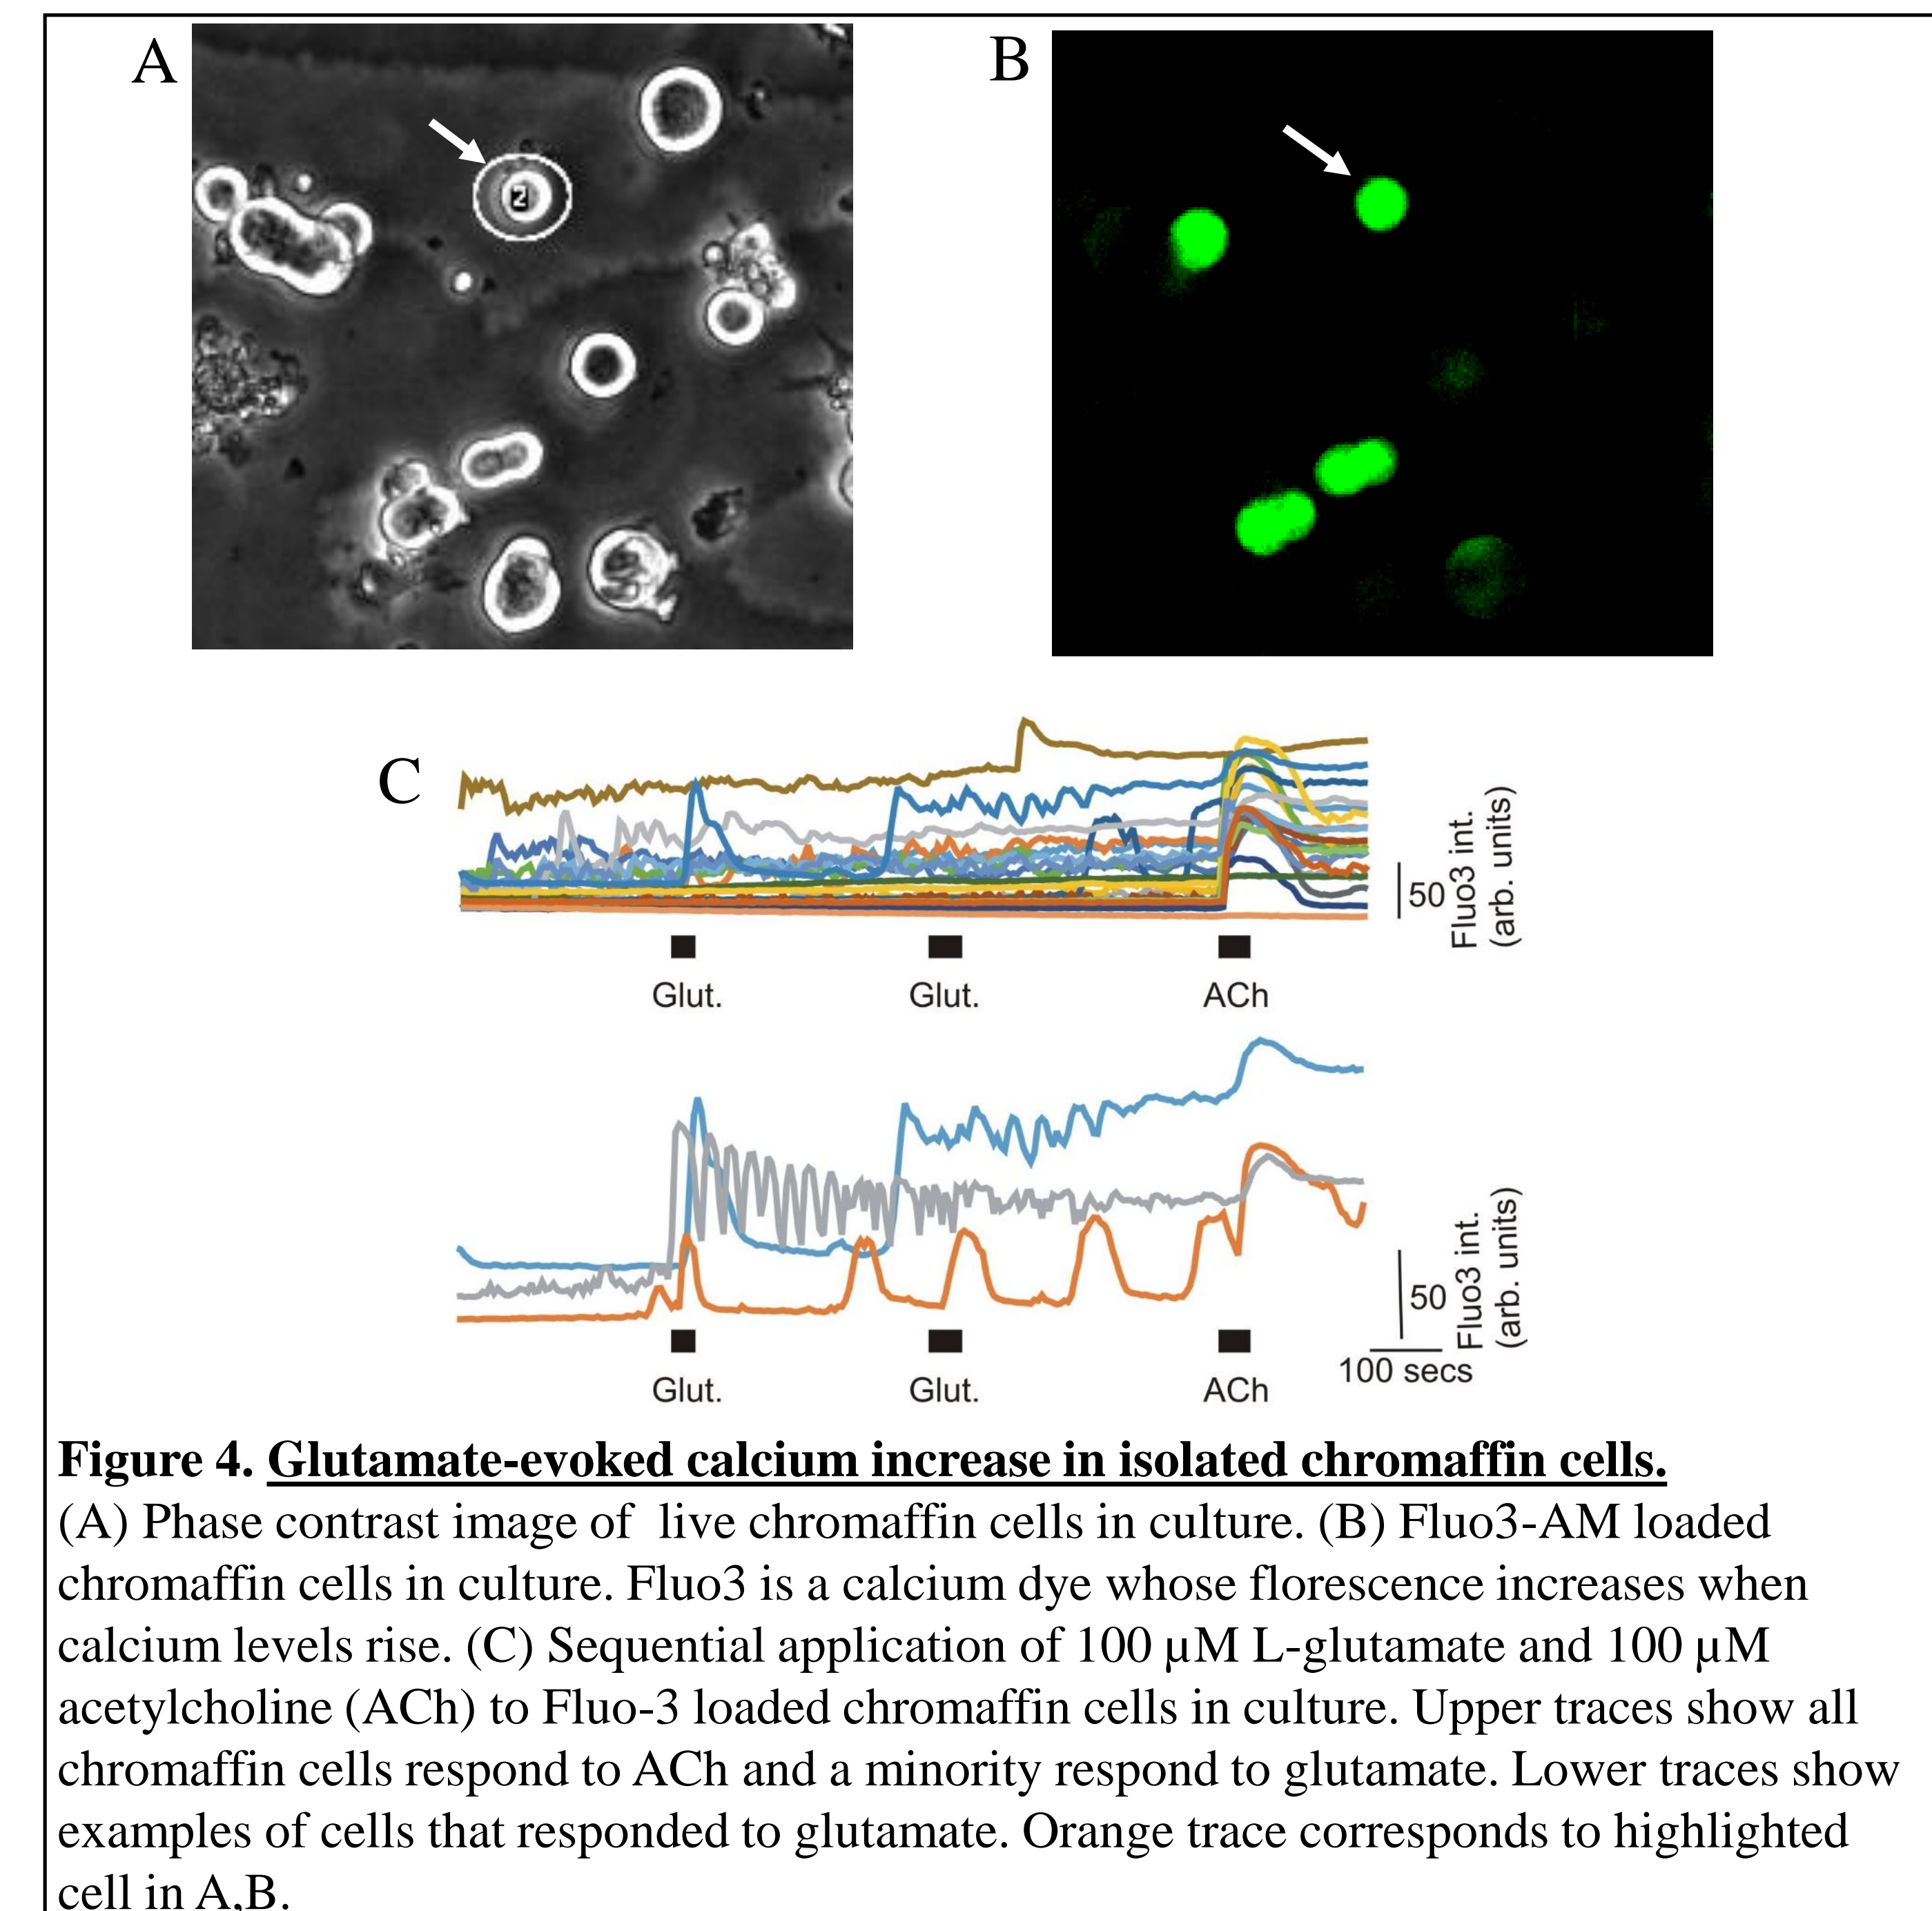 A
B
2
C
50
Fluo3 int.
(arb. units)
Glut.
Glut.
ACh
50
Fluo3 int.
(arb. units)
100 secs
Glut.
Glut.
ACh
Figure 4. Glutamate-evoked calcium increase in isolated chromaffin cells.
(A) Phase contrast image of  live chromaffin cells in culture. (B) Fluo3-AM loaded
chromaffin cells in culture. Fluo3 is a calcium dye whose florescence increases when
calcium levels rise. (C) Sequential application of 100 µM L-glutamate and 100 µM
acetylcholine (ACh) to Fluo-3 loaded chromaffin cells in culture. Upper traces show all
chromaffin cells respond to ACh and a minority respond to glutamate. Lower traces show
examples of cells that responded to glutamate. Orange trace corresponds to highlighted
cell in A,B.